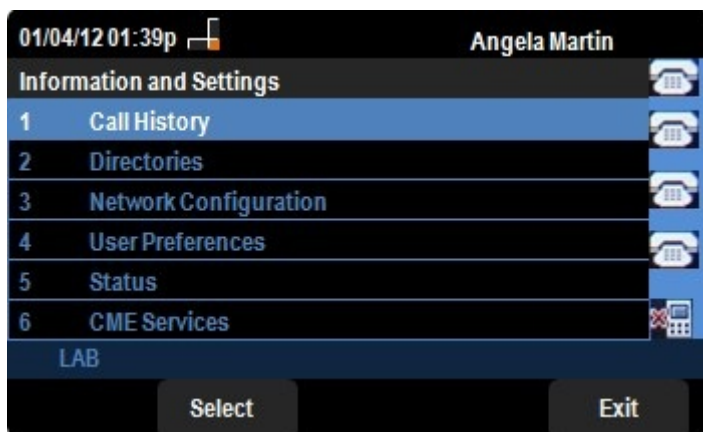 01/04/12 01:39p Angela Martin
Information and Settings
1 Call History
2 Directories
3 Network Configuration
4 User Preferences
5 Status
6 CME Services
LAB
Select Exit